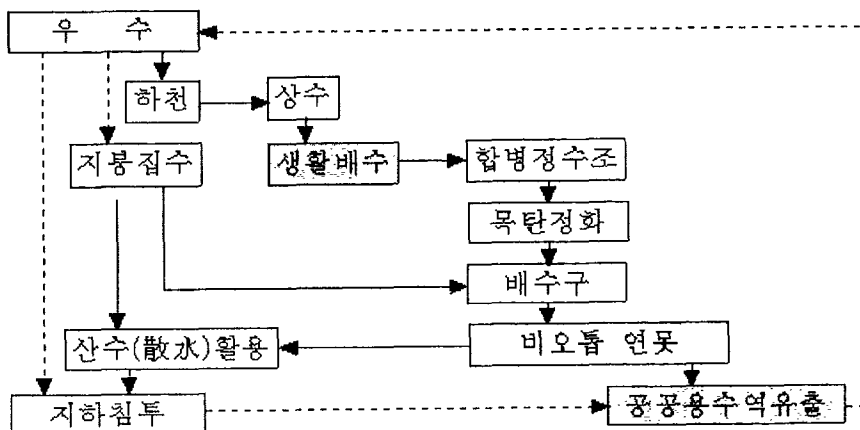 우 수
하천
상수
지붕집수
생활배수
합병정수조
목탄정화
배수구
산수(散水)활용
비오톱 연못
지하침투
공공용수역유출